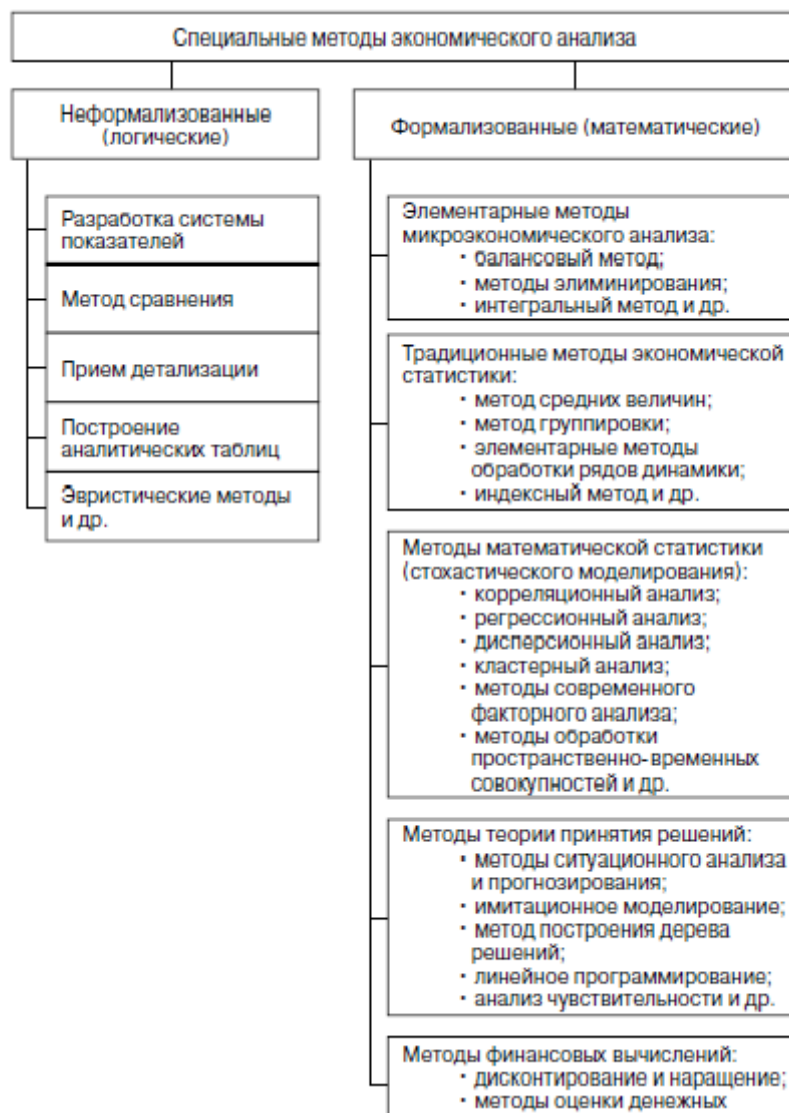 Специальные методы экономического анализа
Неформализованные
(логические)
Разработка системы
показателей
Метод сравнения
Прием детализации
Построение
аналитических таблиц
Эвристические методы
и др.
Формализованные (математические)
Элементарные методы
микроэкономического анализа:
• балансовый метод;
• методы элиминирования;
• интегральный метод и др.
Традиционные методы экономической
статистики:
• метод средних величин;
• метод группировки;
• элементарные методы
обработки рядов динамики;
• индексный метод и др.
Методы математической статистики
(стохастического моделирования):
• корреляционный анализ;
• регрессионный анализ;
• дисперсионный анализ;
• кластерный анализ;
• методы современного
факторного анализа;
• методы обработки
пространственно-временных
совокупностей и др.
Методы теории принятия решений:
• методы ситуационного анализа
и прогнозирования;
• имитационное моделирование;
• метод построения дерева
решений;
• линейное программирование;
• анализ чувствительности и др.
Методы финансовых вычислений:
• дисконтирование и наращение;
• методы оценки денежных